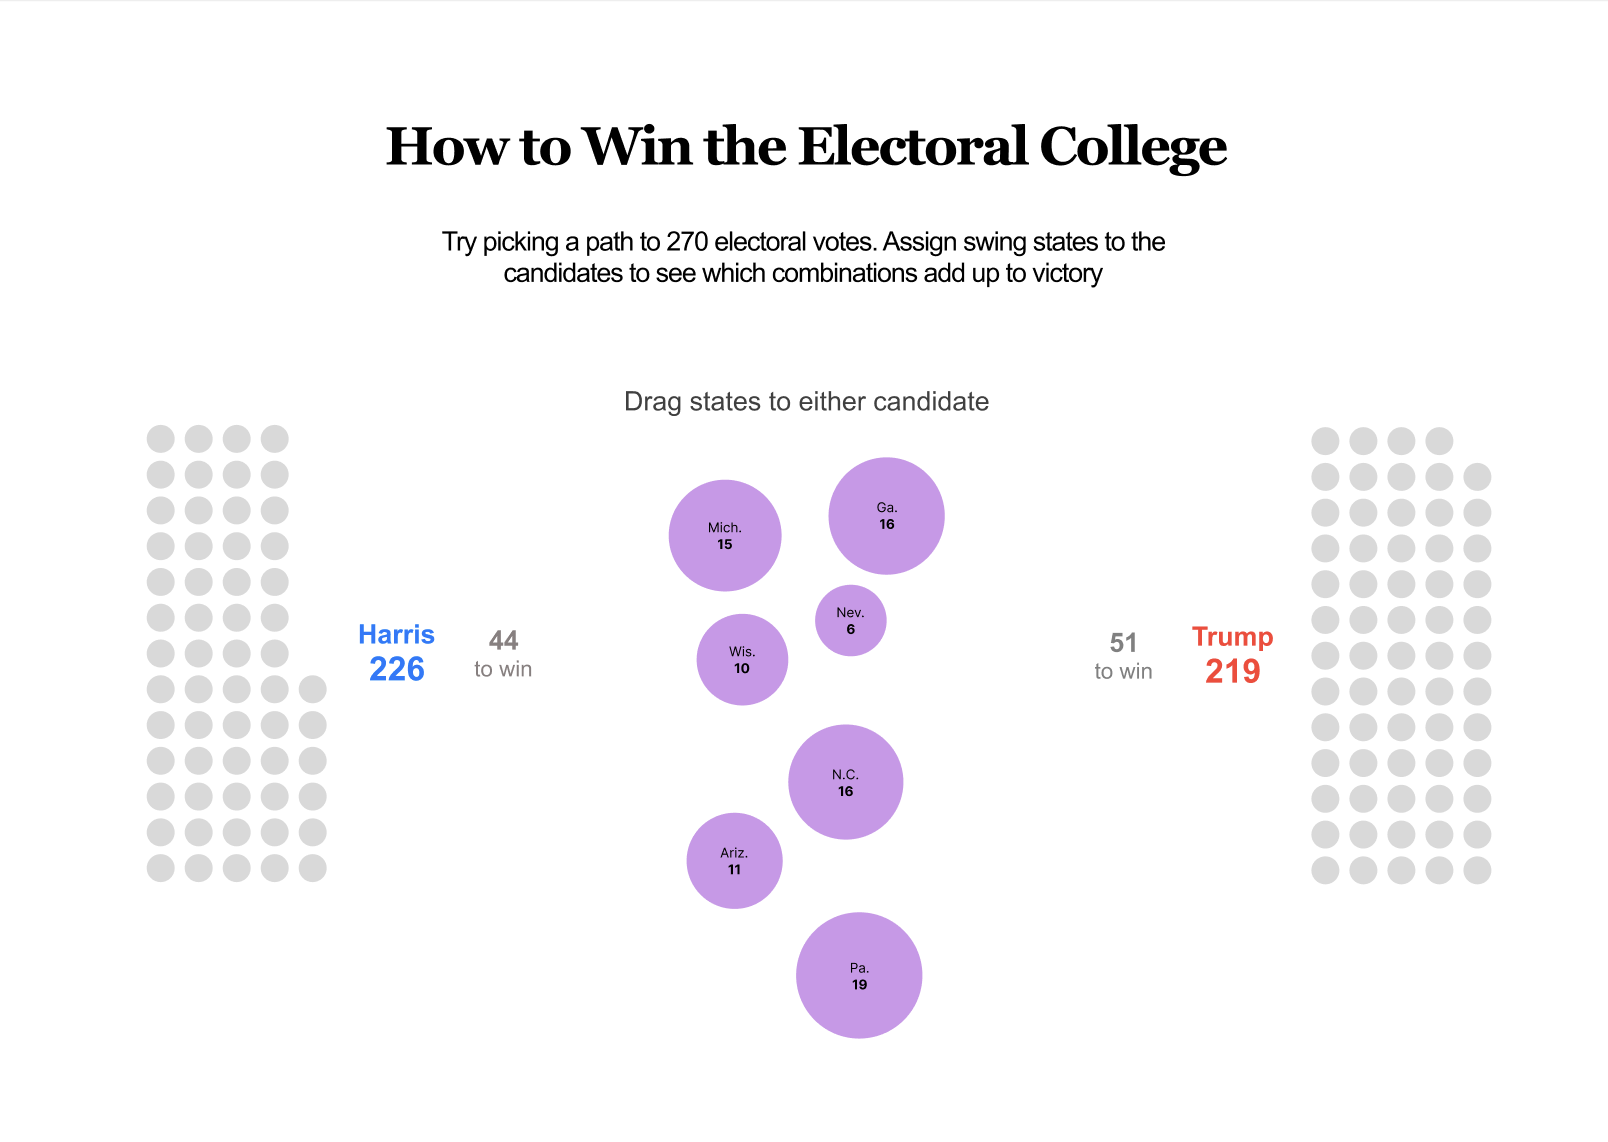 How to Win the Electoral College
Try picking a path to 270 electoral votes. Assign swing states to the
candidates to see which combinations add up to victory
Drag states to either candidate
Harris
226
44
to win
Mich.
15
Ga.
16
Nev.
6
Wis.
10
N.C.
16
Ariz.
11
Pa.
19
51
to win
Trump
219